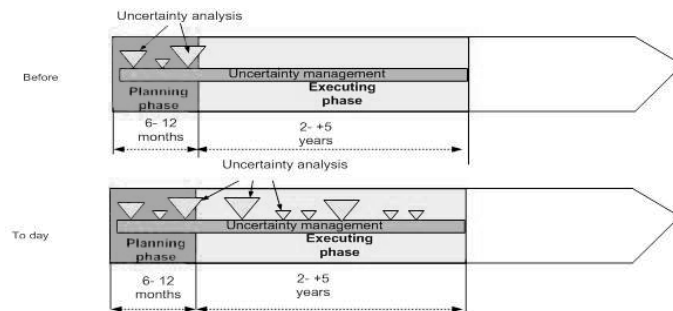 Uncertainty analysis
Before
Uncertainty management
Planning phase
Executing phase
6- 12 months
2- +5 years
Uncertainty analysis
To day
Uncertainty management
Planning phase
Executing phase
6- 12 months
2- +5 years